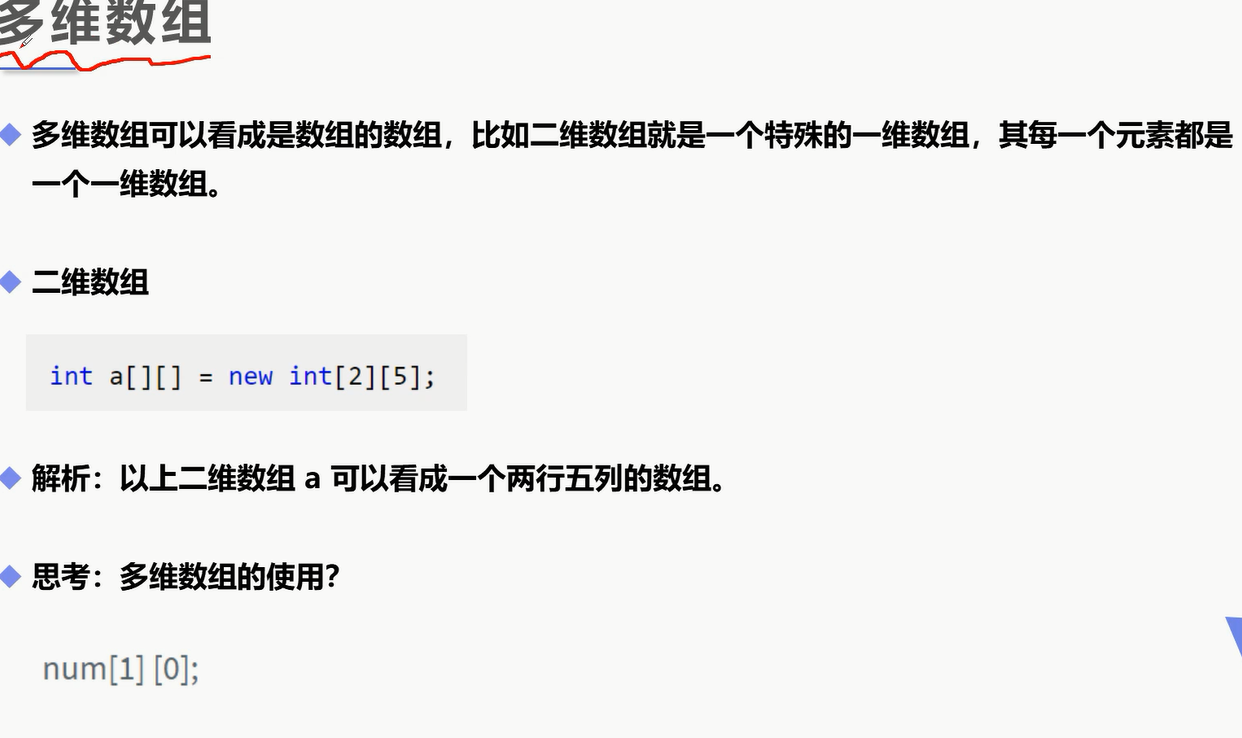 多维数组
多维数组可以看成是数组的数组，比如二维数组就是一个特殊的一维数组，其每一个元素都是
一个一维数组。
二维数组
int a[][] = new int[2][5];
解析：以上二维数组 a 可以看成一个两行五列的数组。
思考：多维数组的使用？
num[1] [0];